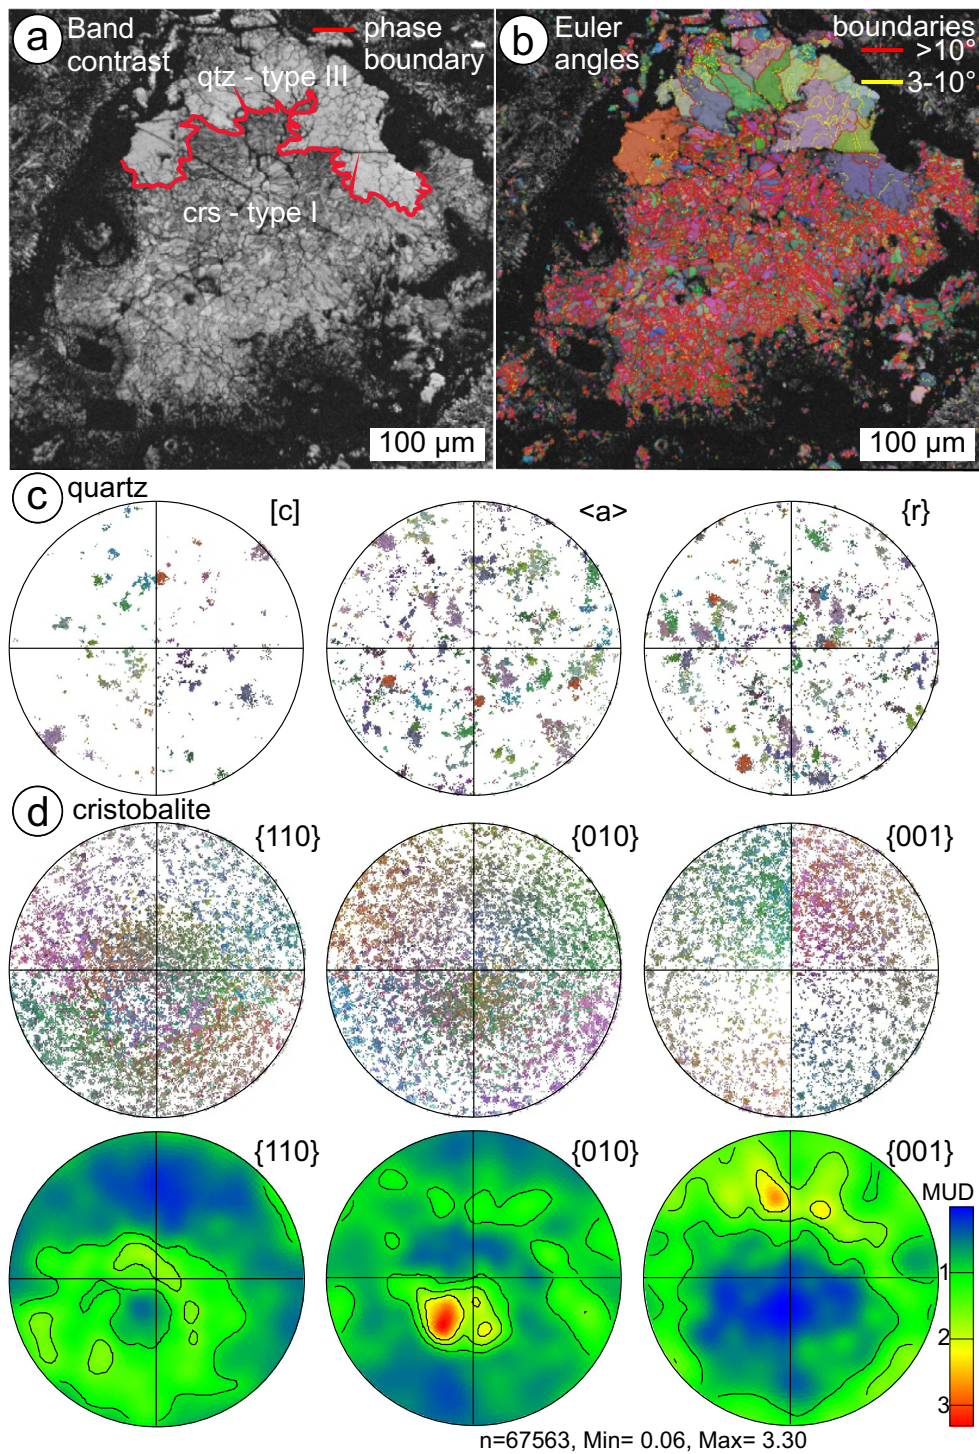 a Band contrast
phase boundary
qtz - type III
crs - type I
100 µm
b Euler angles
boundaries
>10°
3-10°
100 µm
c quartz
[c]
<a>
{r}
d cristobalite
{110}
{010}
{001}
{110}
{010}
{001}
MUD
1
2
3
n=67563, Min= 0.06, Max= 3.30